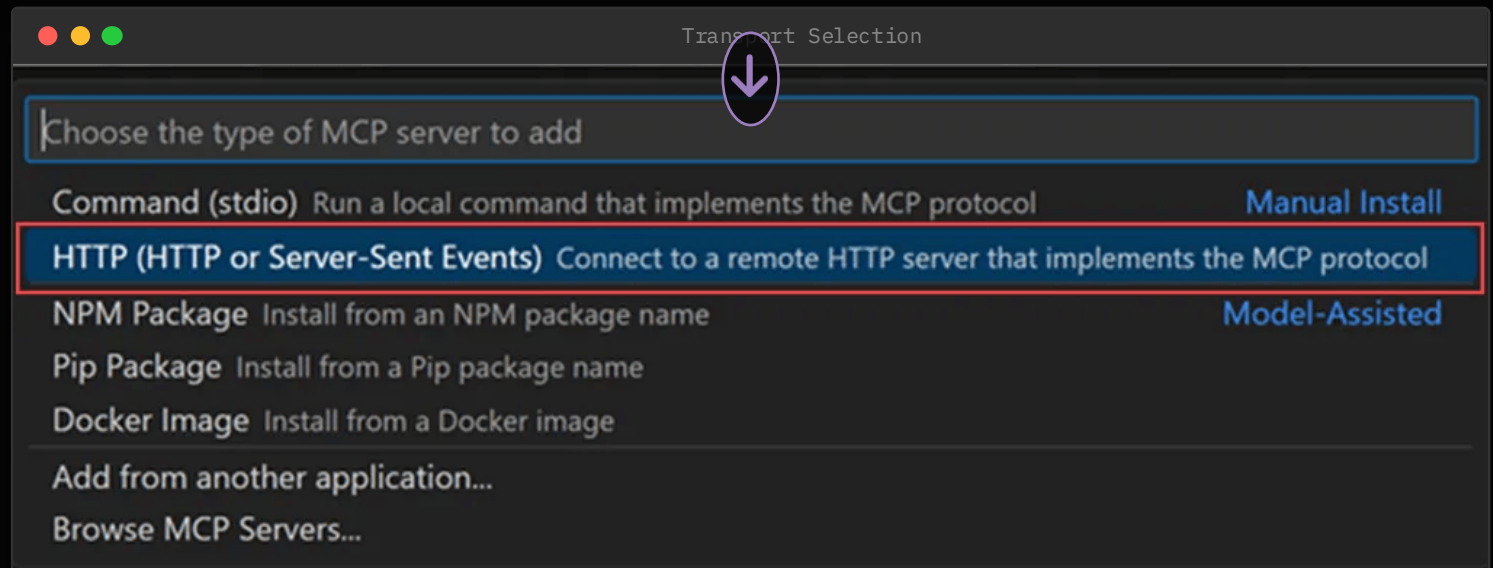 Transport Selection
Choose the type of MCP server to add
Command (stdio) Run a local command that implements the MCP protocol Manual Install
HTTP (HTTP or Server-Sent Events) Connect to a remote HTTP server that implements the MCP protocol
NPM Package Install from an NPM package name Model-Assisted
Pip Package Install from a Pip package name
Docker Image Install from a Docker image
Add from another application...
Browse MCP Servers...